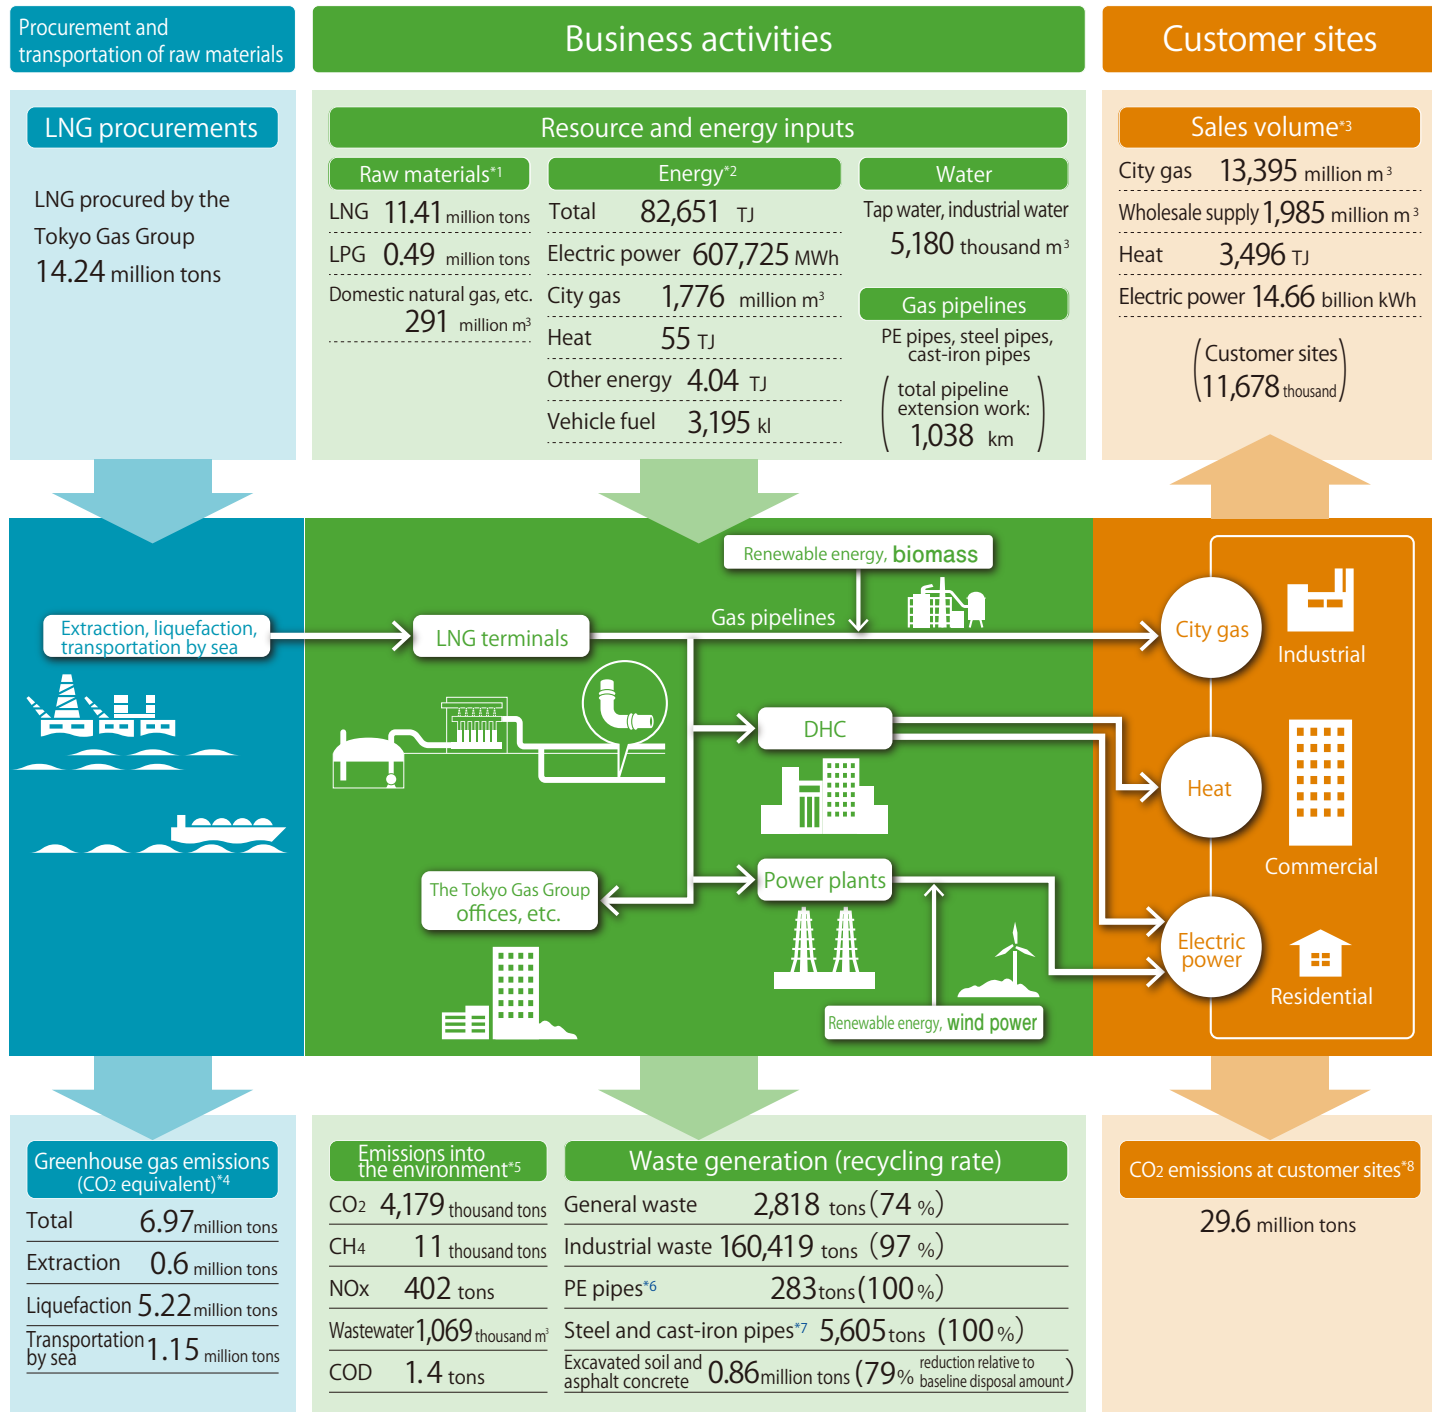 Procurement and
transportation of raw materials
Business activities
Customer sites
LNG procurements
LNG procured by the
Tokyo Gas Group
14.24 million tons
Resource and energy inputs
Raw materials*1
LNG 11.41 million tons
LPG 0.49 million tons
Domestic natural gas, etc.
291 million m³
Energy*2
Total 82,651 TJ
Electric power 607,725 MWh
City gas 1,776 million m³
Heat 55 TJ
Other energy 4.04 TJ
Vehicle fuel 3,195 kl
Water
Tap water, industrial water
5,180 thousand m³
Gas pipelines
PE pipes, steel pipes,
cast-iron pipes
(total pipeline
extension work:
1,038 km)
Sales volume*3
City gas 13,395 million m³
Wholesale supply 1,985 million m³
Heat 3,496 TJ
Electric power 14.66 billion kWh
(Customer sites
11,678 thousand)
Renewable energy, biomass
Gas pipelines
Extraction, liquefaction,
transportation by sea
LNG terminals
City gas
Industrial
DHC
Heat
Commercial
Power plants
The Tokyo Gas Group
offices, etc.
Electric
power
Residential
Renewable energy, wind power
Greenhouse gas emissions
(CO2 equivalent)*4
Total 6.97 million tons
Extraction 0.6 million tons
Liquefaction 5.22 million tons
Transportation
by sea 1.15 million tons
Emissions into
the environment*5
CO2 4,179 thousand tons
CH4 11 thousand tons
NOx 402 tons
Wastewater 1,069 thousand m³
COD 1.4 tons
Waste generation (recycling rate)
General waste 2,818 tons (74 %)
Industrial waste 160,419 tons (97 %)
PE pipes*6 283 tons (100 %)
Steel and cast-iron pipes*7 5,605 tons (100 %)
Excavated soil and
asphalt concrete 0.86 million tons (79% reduction relative to
baseline disposal amount)
CO2 emissions at customer sites*8
29.6 million tons